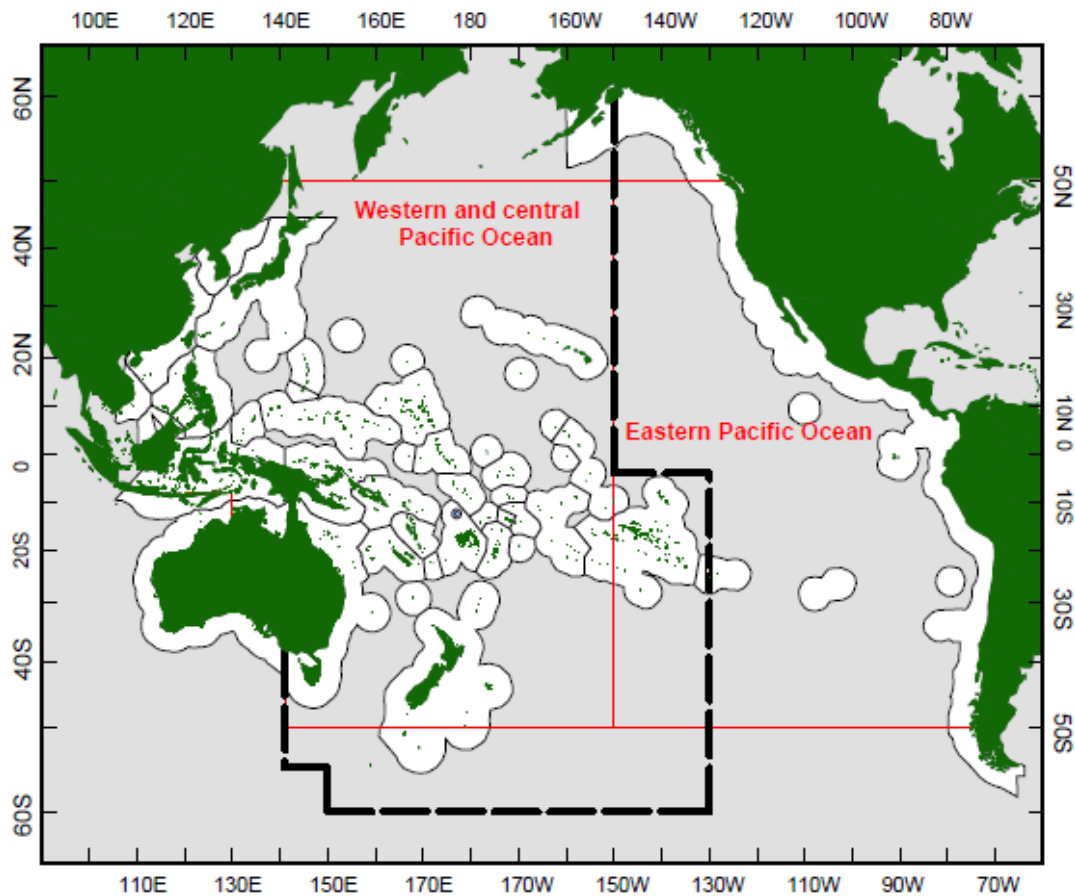 100E 120E 140E 160E 180 160W 140W 120W 100W 80W
60N
50N
Western and central
Pacific Ocean
40N
30N
20N
10N
Eastern Pacific Ocean
0
0
10S
20S
30S
40S
50S
60S
110E 130E 150E 170E 170W 150W 130W 110W 90W 70W